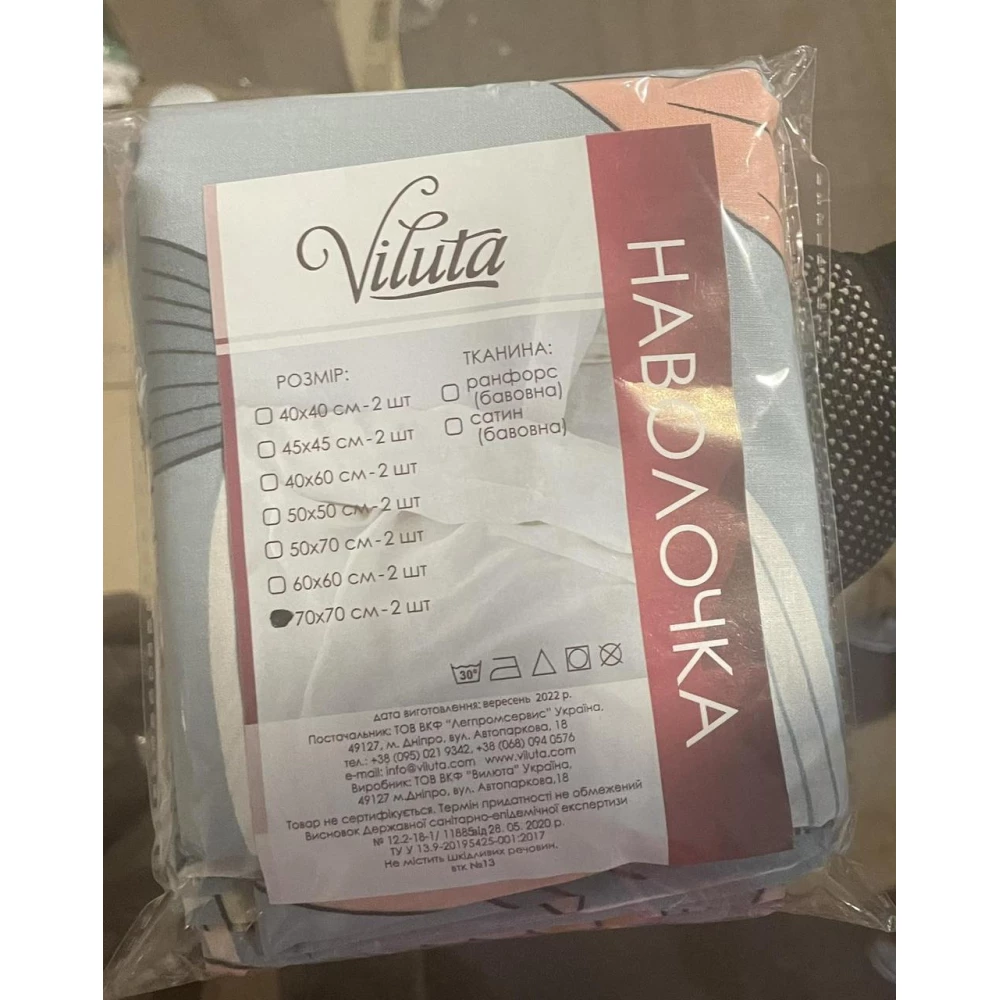 Viluta
НАВОЛОЧКА
РОЗМІР:
40х40 см-2 шт
45х45 см-2 шт
40х60 см-2 шт
50х50 см-2 шт
50х70 см-2 шт
60х60 см-2 шт
70х70 см-2 шт
ТКАНИНА:
ранфорс
(бавовна)
сатин
(бавовна)
30°
дата виготовлення: вересень 2022 р.
Постачальник: ТОВ ВКФ "Легпромсервис" Україна,
49127, м. Дніпро, вул. Автопаркова, 18
тел.: +38 (095) 021 9342, +38 (068) 094 0576
e-mail: info@viluta.com www.viluta.com
Виробник: ТОВ ВКФ "Вилюта" Україна,
49127 м.Дніпро, вул. Автопаркова,18
Товар не сертифікується. Термін придатності не обмежений
Висновок Державної санітарно-епідемічної експертизи
№ 12.2-18-1/ 11885від 28. 05. 2020 р.
ТУ У 13.9-20195425-001:2017
Не містить шкідливих речовин.
втк №13